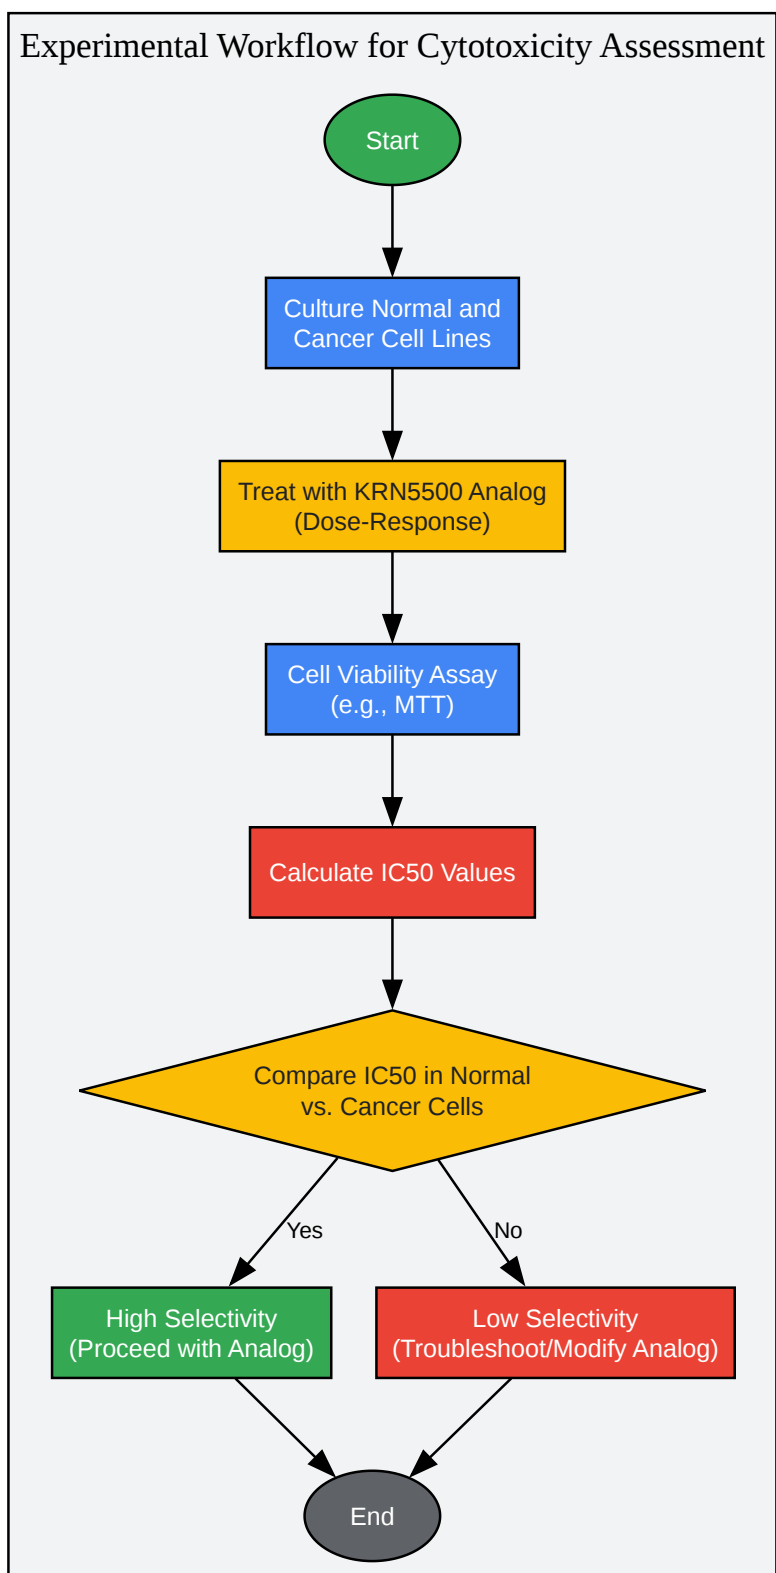 Experimental Workflow for Cytotoxicity Assessment
Start
Culture Normal and
Cancer Cell Lines
Treat with KRN5500 Analog
(Dose-Response)
Cell Viability Assay
(e.g., MTT)
Calculate IC50 Values
Compare IC50 in Normal
vs. Cancer Cells
Yes
No
High Selectivity
(Proceed with Analog)
Low Selectivity
(Troubleshoot/Modify Analog)
End